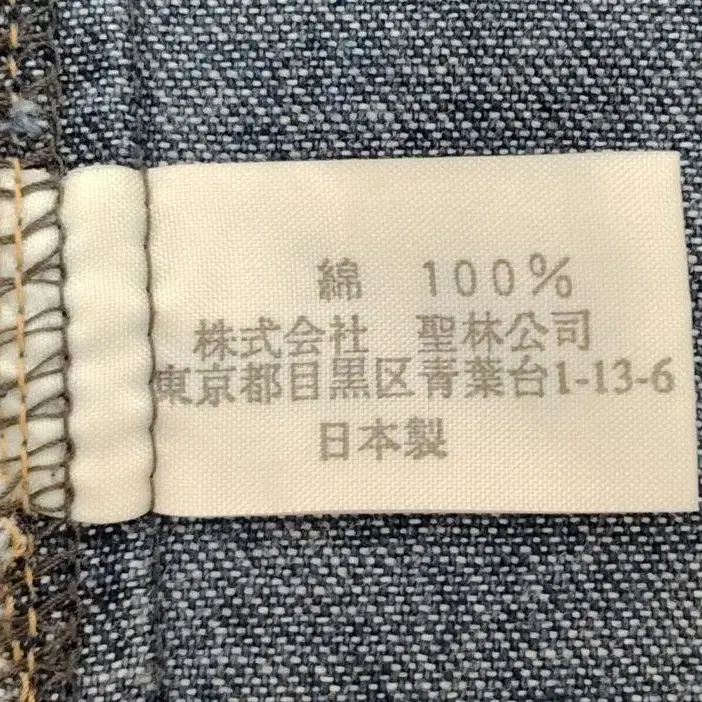 綿　100%
株式会社　聖林公司
東京都目黒区青葉台1-13-6
日本製